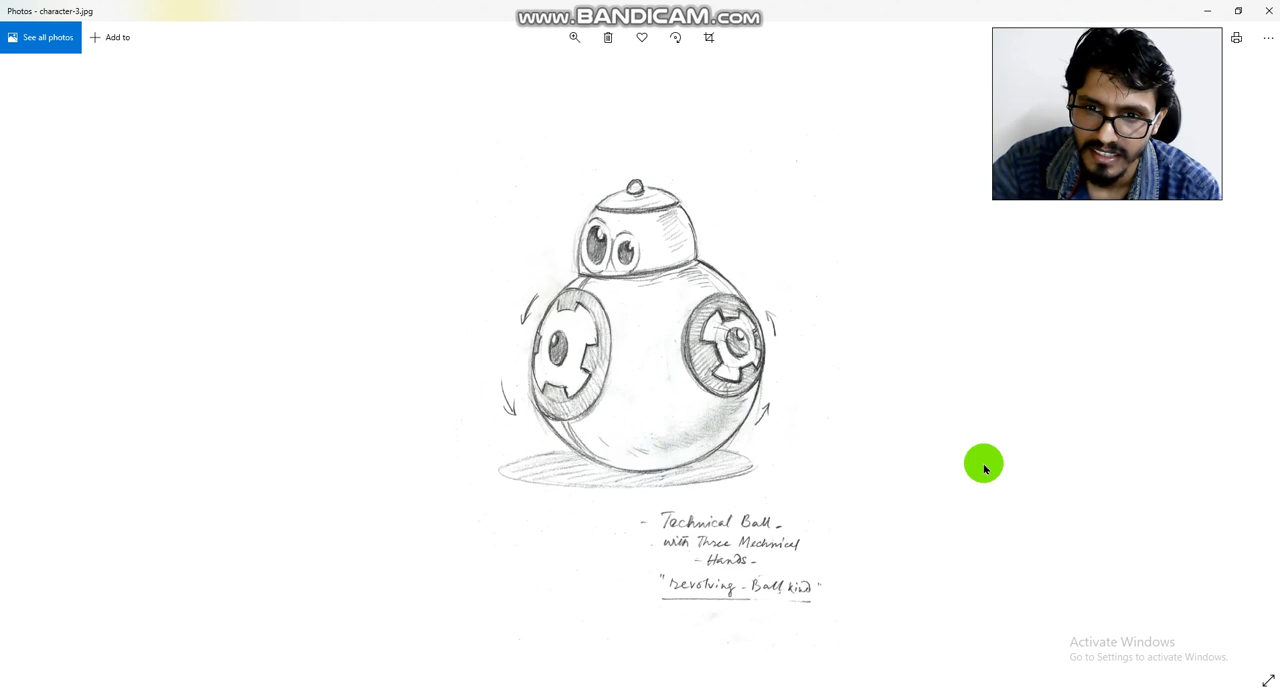 Photos - character-3.jpg
www.BANDICAM.com
See all photos
Add to
- Technical Ball -
with Three Mechnical
- Hands -
"Revolving - Ball kind"
Activate Windows
Go to Settings to activate Windows.